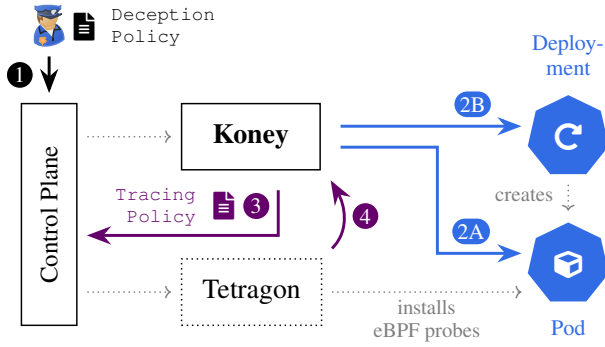 Deception
Policy
1
Deploy-
ment
2B
Koney
Control Plane
creates
Tracing
Policy
3
4
2A
Tetragon
installs
eBPF probes
Pod